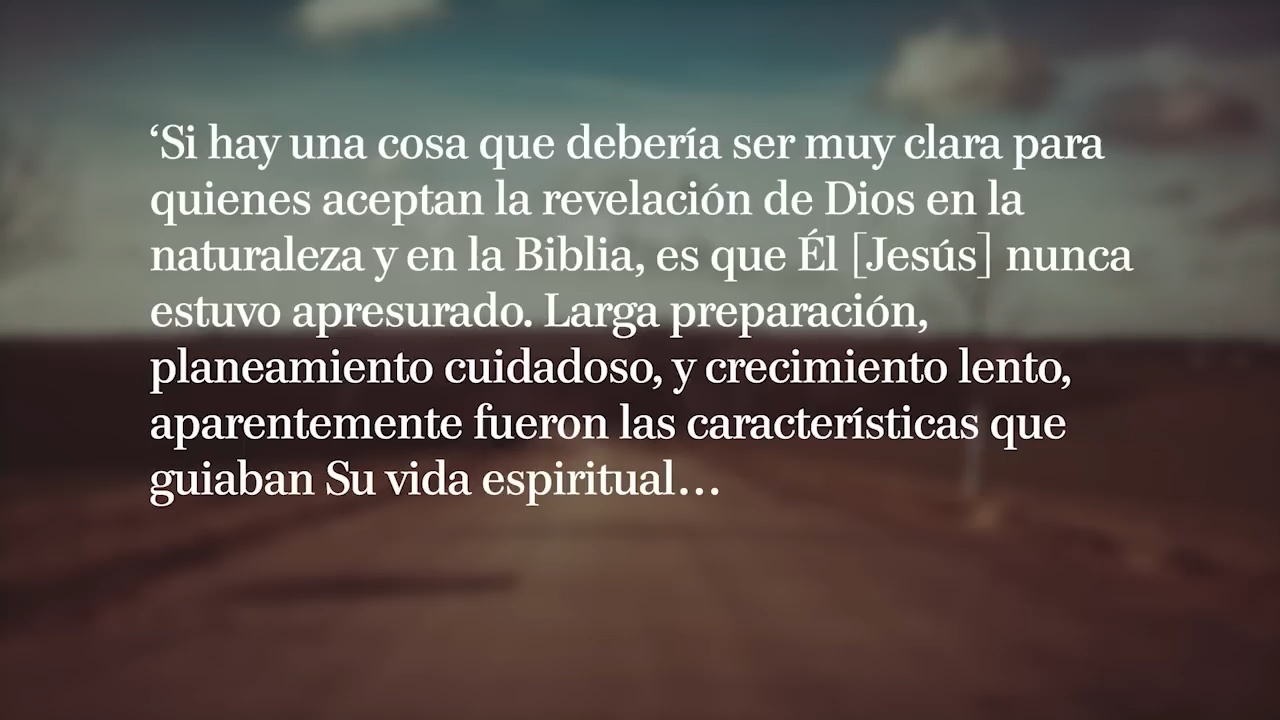 ‘Si hay una cosa que debería ser muy clara para
quienes aceptan la revelación de Dios en la
naturaleza y en la Biblia, es que Él [Jesús] nunca
estuvo apresurado. Larga preparación,
planeamiento cuidadoso, y crecimiento lento,
aparentemente fueron las características que
guiaban Su vida espiritual…